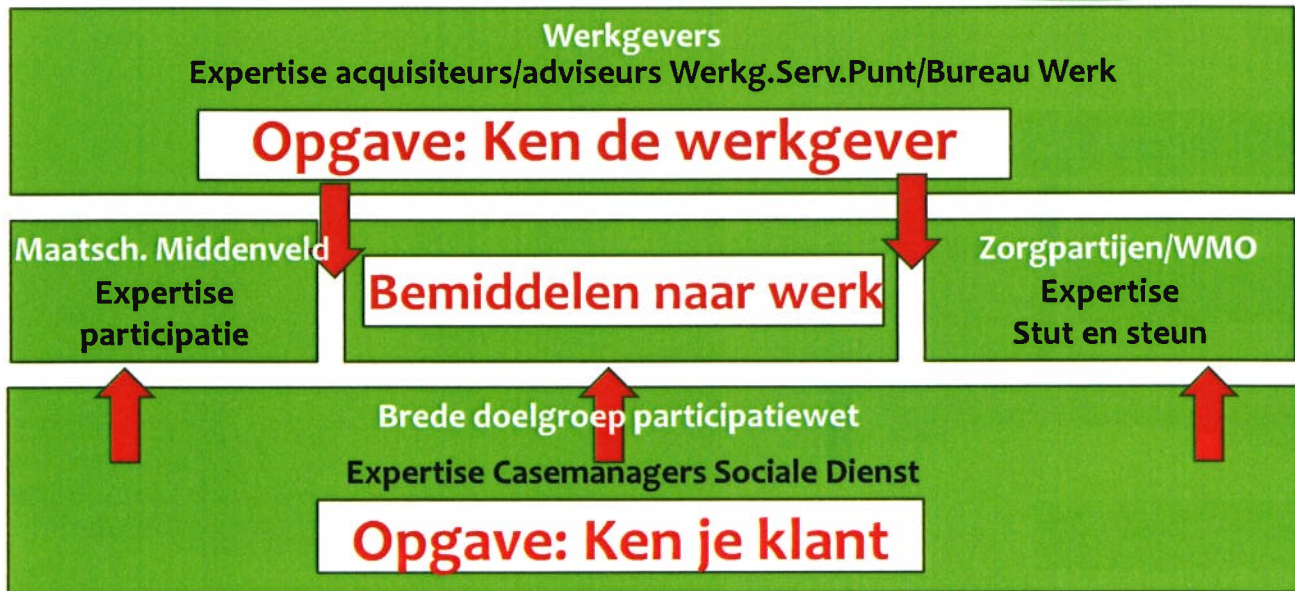 Werkgevers
Expertise acquisiteurs/adviseurs Werkg.Serv.Punt/Bureau Werk
Opgave: Ken de werkgever
Maatsch. Middenveld
Expertise
participatie
Bemiddelen naar werk
Zorgpartijen/WMO
Expertise
Stut en steun
Brede doelgroep participatiewet
Expertise Casemanagers Sociale Dienst
Opgave: Ken je klant